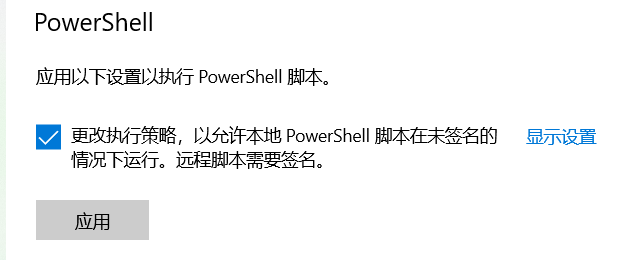 PowerShell
应用以下设置以执行 PowerShell 脚本。
更改执行策略，以允许本地 PowerShell 脚本在未签名的
情况下运行。远程脚本需要签名。
显示设置
应用